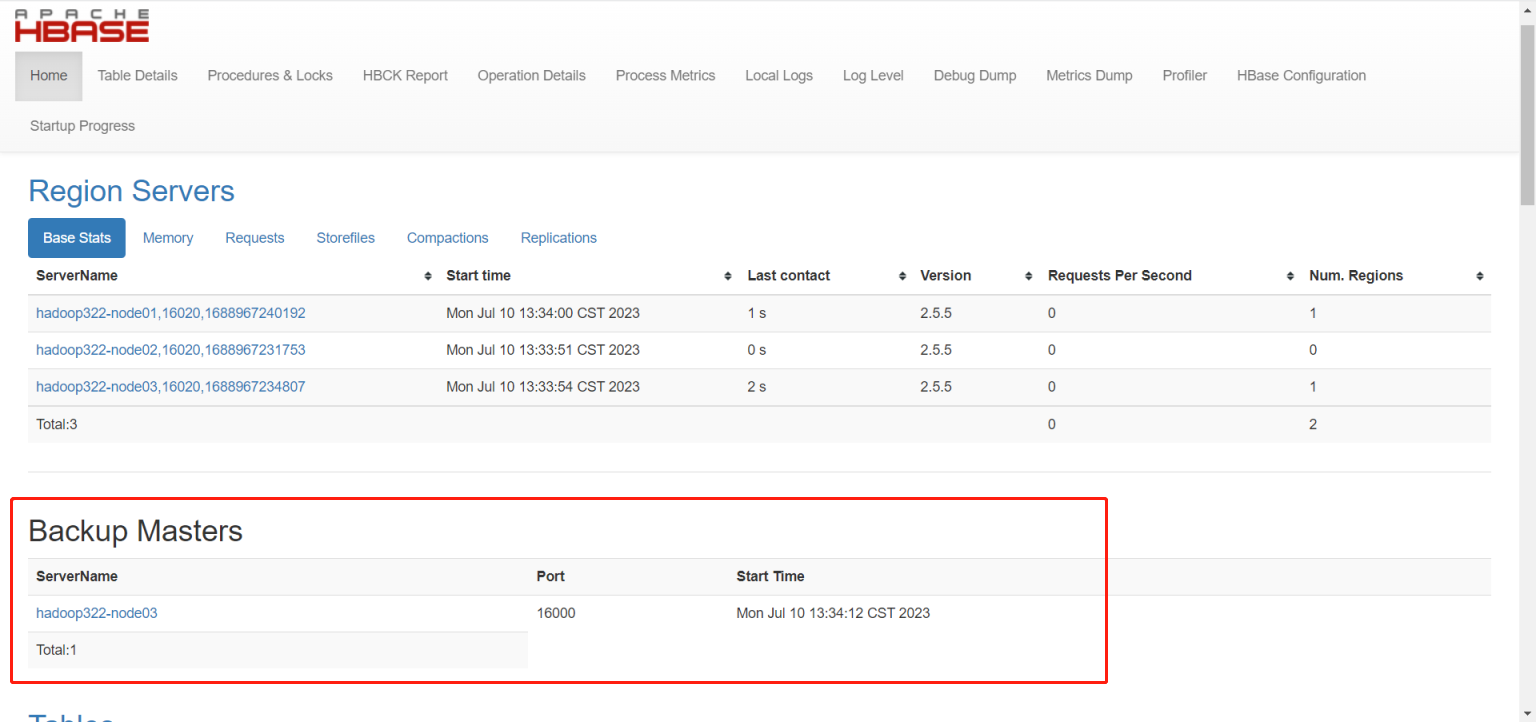 APACHE
HBASE
Home Table Details Procedures & Locks HBCK Report Operation Details Process Metrics Local Logs Log Level Debug Dump Metrics Dump Profiler HBase Configuration
Startup Progress
Region Servers
Base Stats Memory Requests Storefiles Compactions Replications
ServerName Start time Last contact Version Requests Per Second Num. Regions
hadoop322-node01,16020,1688967240192 Mon Jul 10 13:34:00 CST 2023 1 s 2.5.5 0 1
hadoop322-node02,16020,1688967231753 Mon Jul 10 13:33:51 CST 2023 0 s 2.5.5 0 0
hadoop322-node03,16020,1688967234807 Mon Jul 10 13:33:54 CST 2023 2 s 2.5.5 0 1
Total:3 0 2
Backup Masters
ServerName Port Start Time
hadoop322-node03 16000 Mon Jul 10 13:34:12 CST 2023
Total:1
Tables